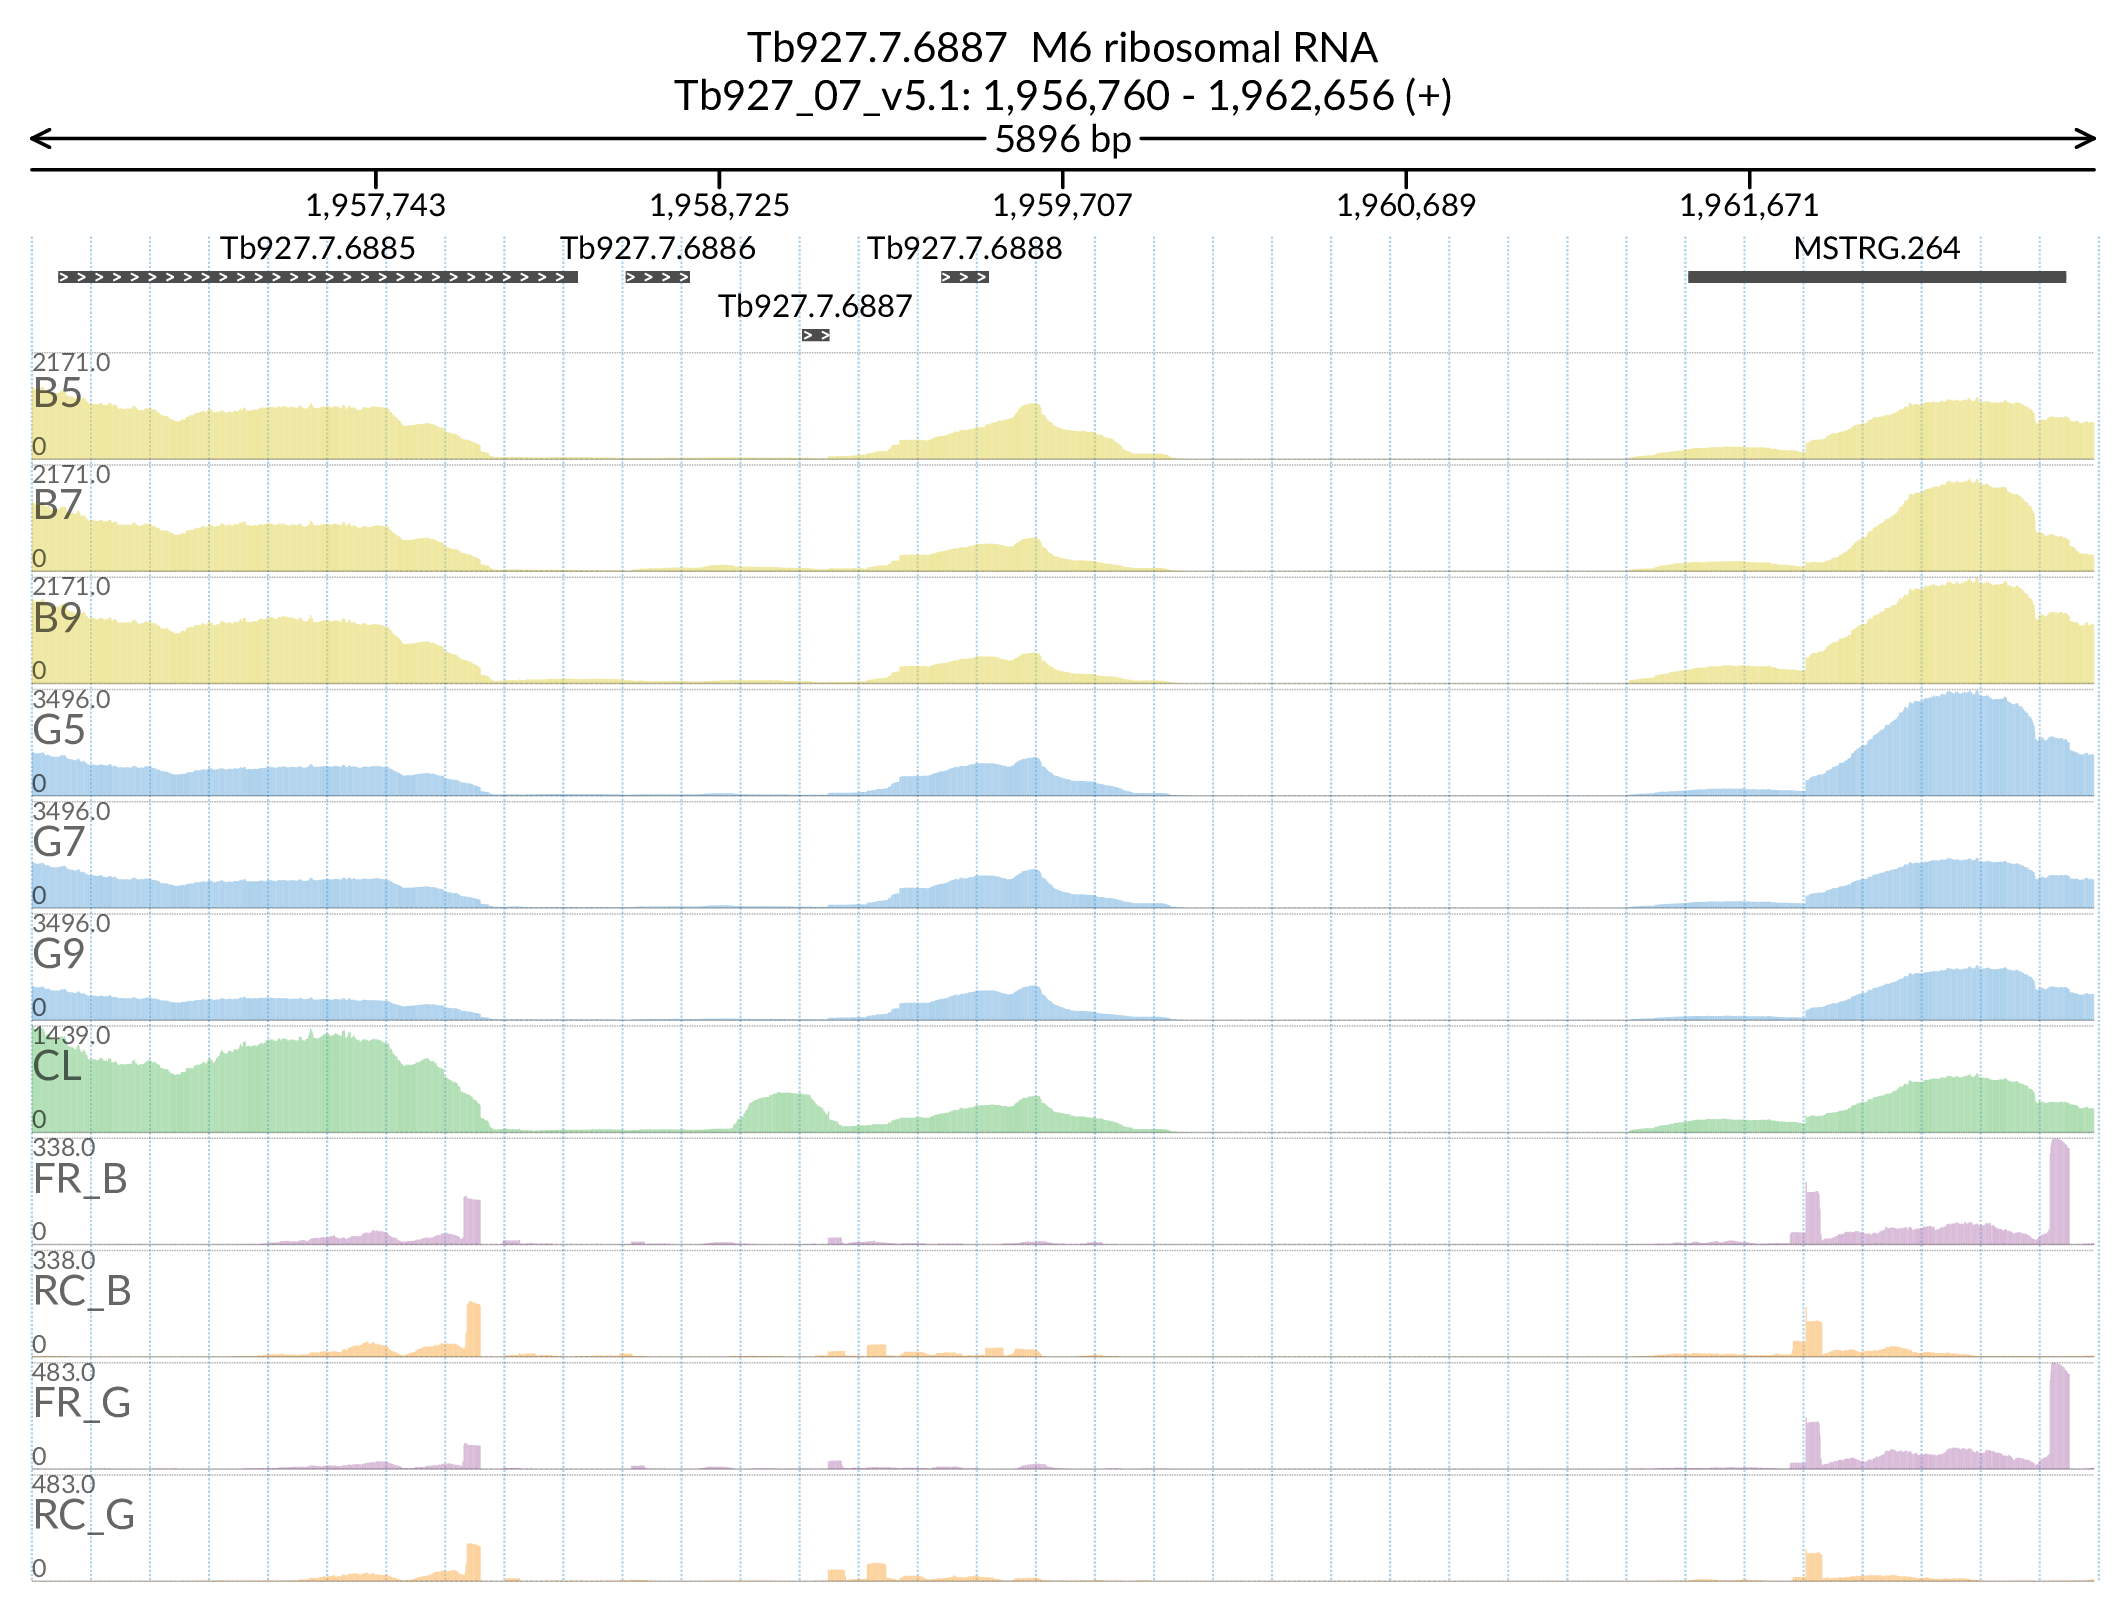 Tb927.7.6887  M6 ribosomal RNA
Tb927_07_v5.1: 1,956,760 - 1,962,656 (+)
5896 bp
1,957,743 1,958,725 1,959,707 1,960,689 1,961,671
Tb927.7.6885 Tb927.7.6886 Tb927.7.6888 MSTRG.264
Tb927.7.6887
2171.0
B5
0
2171.0
B7
0
2171.0
B9
0
3496.0
G5
0
3496.0
G7
0
3496.0
G9
0
1439.0
CL
0
338.0
FR_B
0
338.0
RC_B
0
483.0
FR_G
0
483.0
RC_G
0